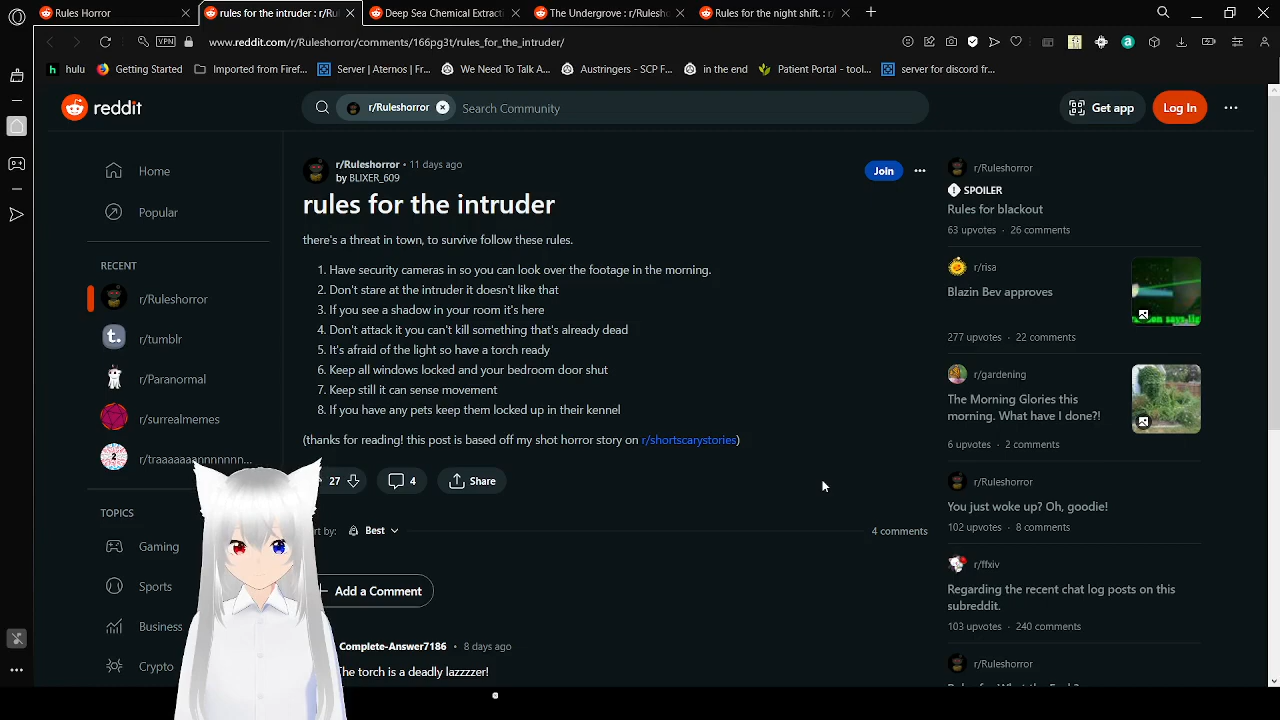 Rules Horror
rules for the intruder : r/Rul
Deep Sea Chemical Extracti
The Undergrove : r/Rulesh
Rules for the night shift. : r/
VPN
www.reddit.com/r/Ruleshorror/comments/166pg3t/rules_for_the_intruder/
hulu
Getting Started
Imported from Firef...
Server | Aternos | Fr...
We Need To Talk A...
Austringers - SCP F...
in the end
Patient Portal - tool...
server for discord fr...
reddit
r/Ruleshorror
Search Community
Get app
Log In
Home
Popular
RECENT
r/Ruleshorror
r/tumblr
r/Paranormal
r/surrealmemes
r/traaaaaaannnnnnn...
TOPICS
Gaming
Sports
Business
Crypto
r/Ruleshorror • 11 days ago
by BLIXER_609
Join
rules for the intruder
there's a threat in town, to survive follow these rules.
1. Have security cameras in so you can look over the footage in the morning.
2. Don't stare at the intruder it doesn't like that
3. If you see a shadow in your room it's here
4. Don't attack it you can't kill something that's already dead
5. It's afraid of the light so have a torch ready
6. Keep all windows locked and your bedroom door shut
7. Keep still it can sense movement
8. If you have any pets keep them locked up in their kennel
(thanks for reading! this post is based off my shot horror story on r/shortscarystories)
27
4
Share
rt by:
Best
4 comments
Add a Comment
Complete-Answer7186 • 8 days ago
The torch is a deadly lazzzzer!
r/Ruleshorror
SPOILER
Rules for blackout
63 upvotes • 26 comments
r/risa
Blazin Bev approves
277 upvotes • 22 comments
r/gardening
The Morning Glories this
morning. What have I done?!
6 upvotes • 2 comments
r/Ruleshorror
You just woke up? Oh, goodie!
102 upvotes • 8 comments
r/ffxiv
Regarding the recent chat log posts on this
subreddit.
103 upvotes • 240 comments
r/Ruleshorror